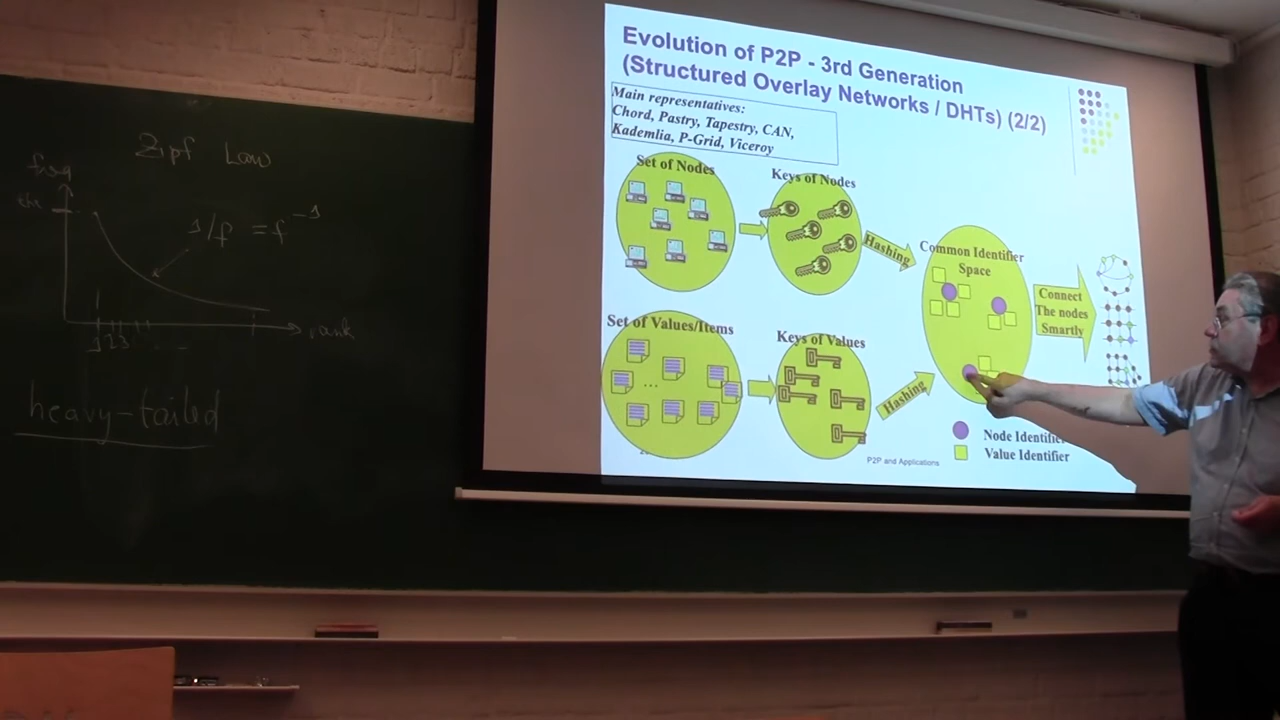 Zipf Law
freq
1/f = f^-1
rank
1 2 3 . . .
heavy-tailed
Evolution of P2P - 3rd Generation
(Structured Overlay Networks / DHTs) (2/2)
Main representatives:
Chord, Pastry, Tapestry, CAN,
Kademlia, P-Grid, Viceroy
Set of Nodes
Keys of Nodes
Hashing
Common Identifier
Space
Connect
The nodes
Smartly
Set of Values/Items
...
Keys of Values
Hashing
Node Identifier
Value Identifier
P2P and Applications